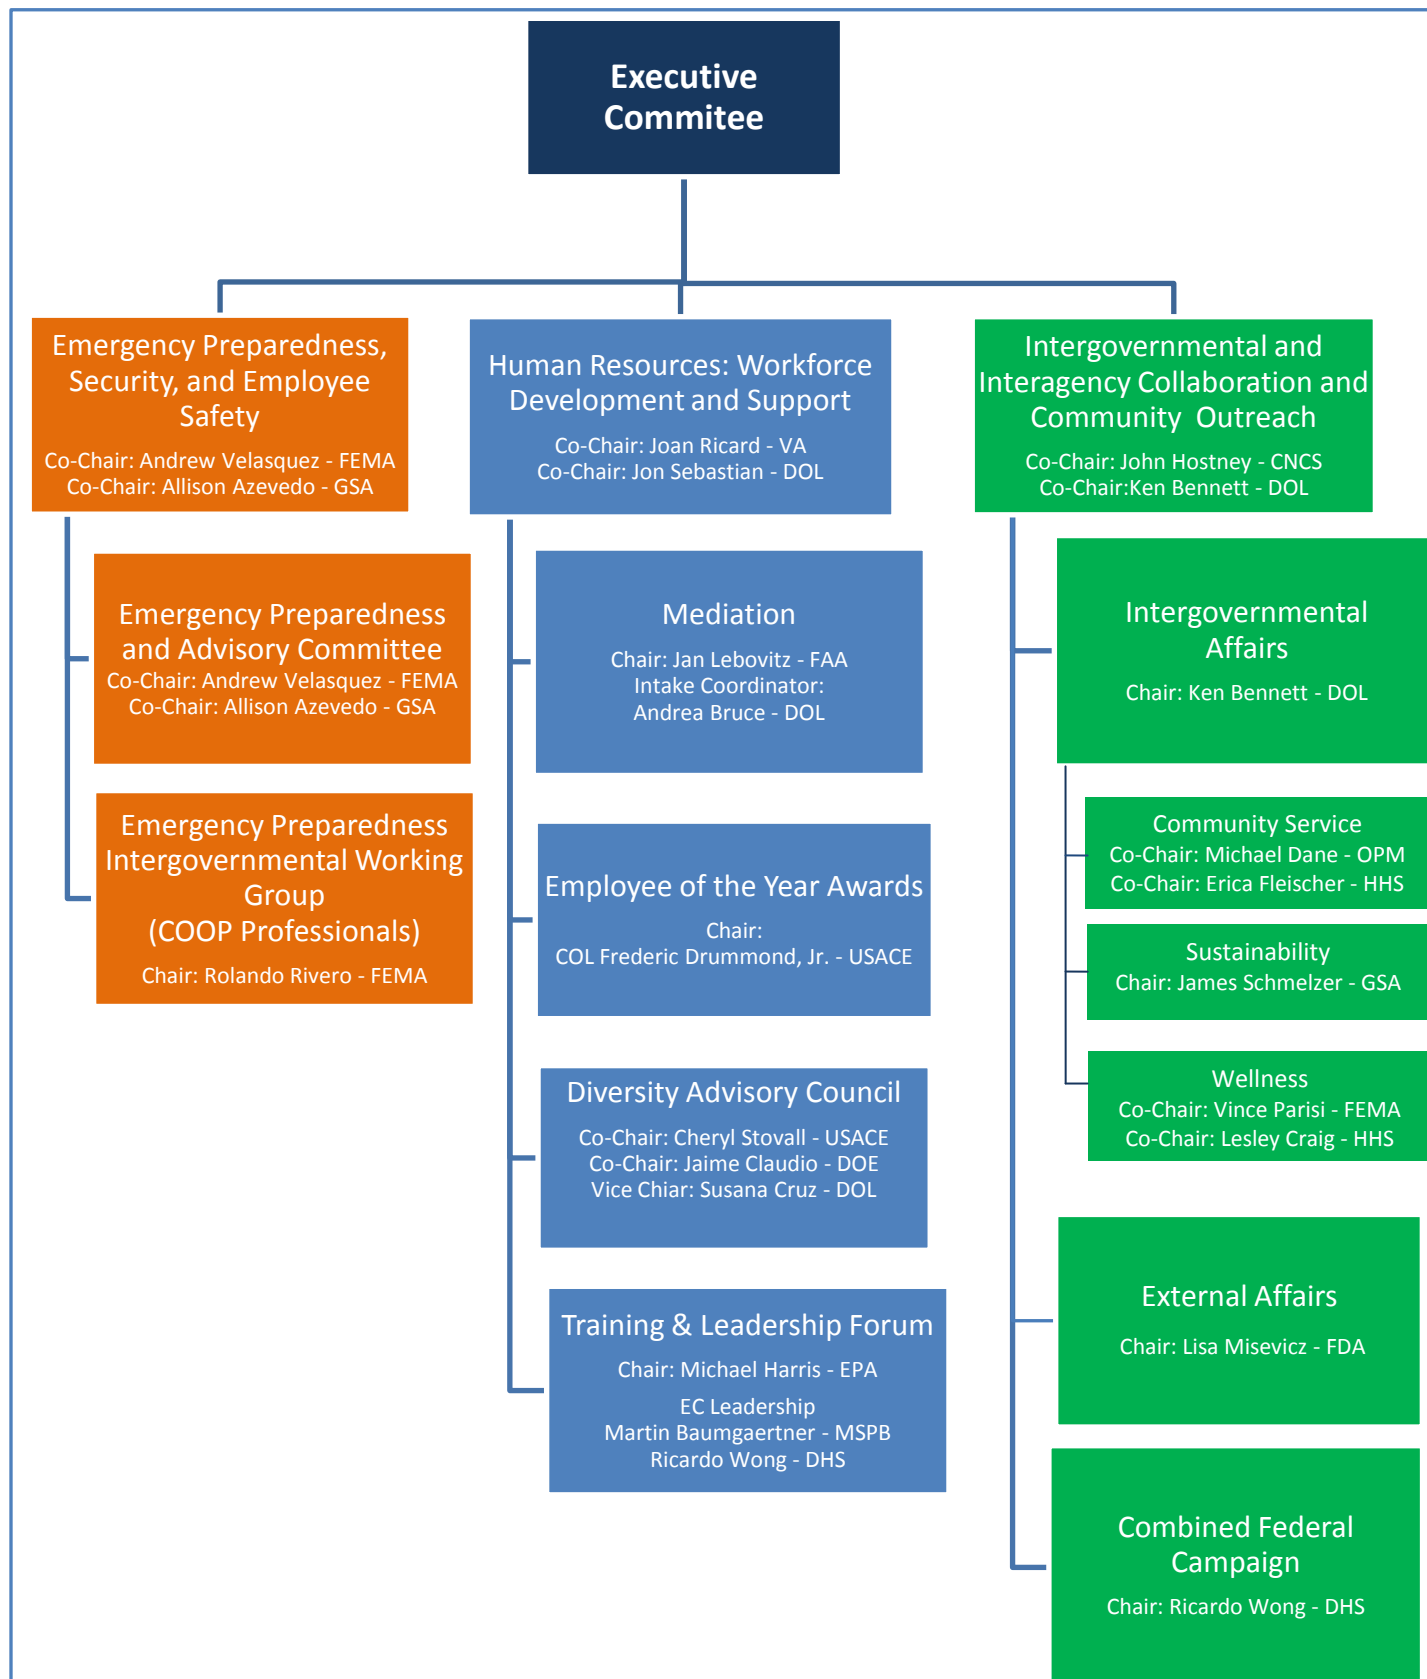 Executive
Commitee
Emergency Preparedness,
Security, and Employee
Safety
Co-Chair: Andrew Velasquez - FEMA
Co-Chair: Allison Azevedo - GSA
Emergency Preparedness
and Advisory Committee
Co-Chair: Andrew Velasquez - FEMA
Co-Chair: Allison Azevedo - GSA
Emergency Preparedness
Intergovernmental Working
Group
(COOP Professionals)
Chair: Rolando Rivero - FEMA
Human Resources: Workforce
Development and Support
Co-Chair: Joan Ricard - VA
Co-Chair: Jon Sebastian - DOL
Mediation
Chair: Jan Lebovitz - FAA
Intake Coordinator:
Andrea Bruce - DOL
Employee of the Year Awards
Chair:
COL Frederic Drummond, Jr. - USACE
Diversity Advisory Council
Co-Chair: Cheryl Stovall - USACE
Co-Chair: Jaime Claudio - DOE
Vice Chiar: Susana Cruz - DOL
Training & Leadership Forum
Chair: Michael Harris - EPA
EC Leadership
Martin Baumgaertner - MSPB
Ricardo Wong - DHS
Intergovernmental and
Interagency Collaboration and
Community  Outreach
Co-Chair: John Hostney - CNCS
Co-Chair:Ken Bennett - DOL
Intergovernmental
Affairs
Chair: Ken Bennett - DOL
Community Service
Co-Chair: Michael Dane - OPM
Co-Chair: Erica Fleischer - HHS
Sustainability
Chair: James Schmelzer - GSA
Wellness
Co-Chair: Vince Parisi - FEMA
Co-Chair: Lesley Craig - HHS
External Affairs
Chair: Lisa Misevicz - FDA
Combined Federal
Campaign
Chair: Ricardo Wong - DHS